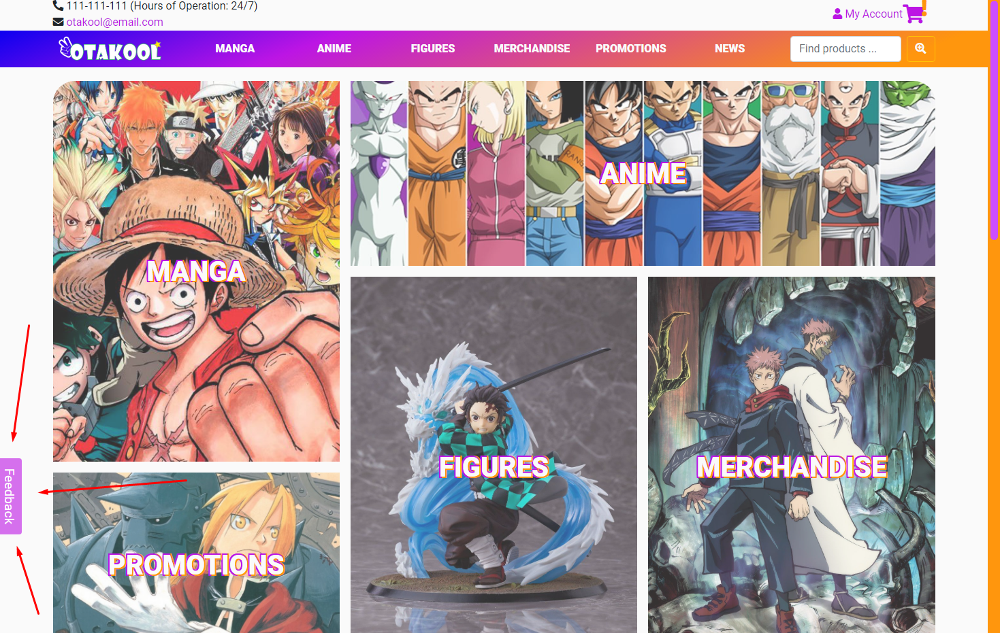 111-111-111 (Hours of Operation: 24/7)
otakool@email.com
My Account
!
OTAKOOL
MANGA
ANIME
FIGURES
MERCHANDISE
PROMOTIONS
NEWS
Find products ...
ANIME
MANGA
FIGURES
MERCHANDISE
Feedback
PROMOTIONS